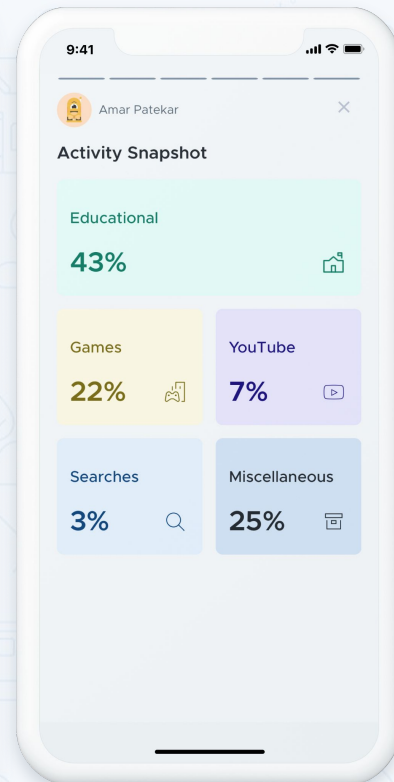 9:41
Amar Patekar
Activity Snapshot
Educational
43%
Games
22%
YouTube
7%
Searches
3%
Miscellaneous
25%